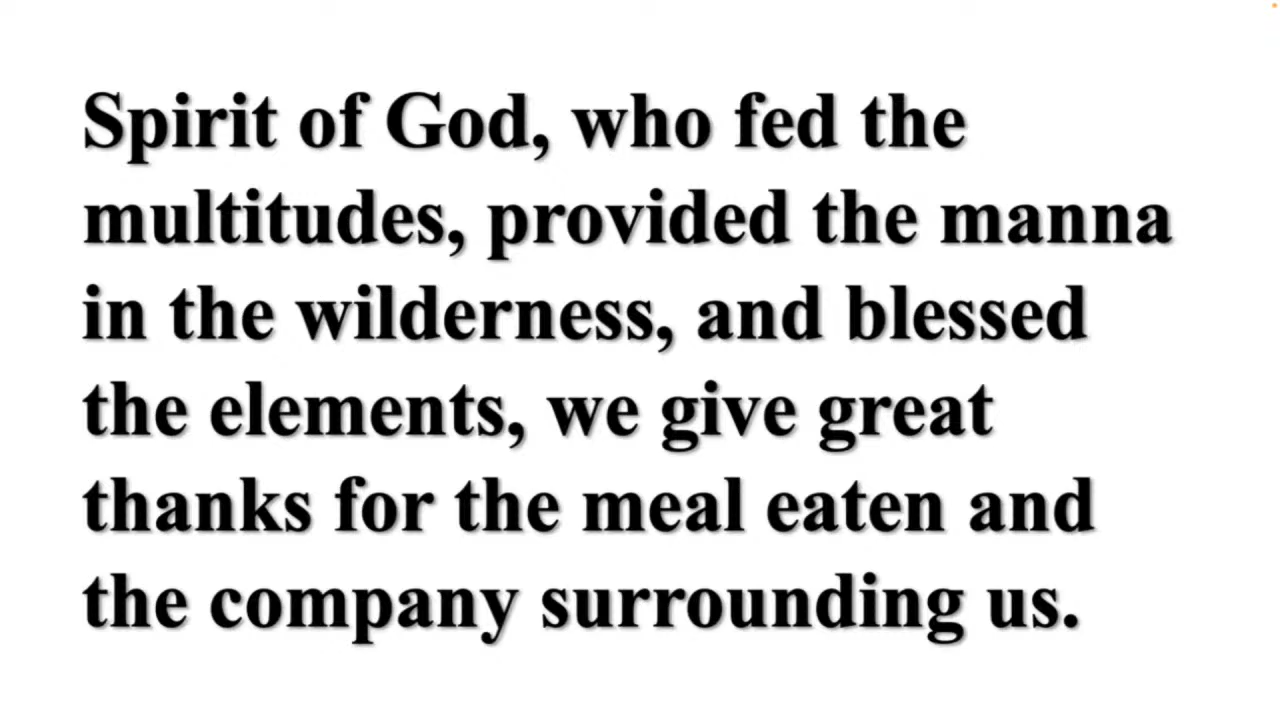 Spirit of God, who fed the
multitudes, provided the manna
in the wilderness, and blessed
the elements, we give great
thanks for the meal eaten and
the company surrounding us.